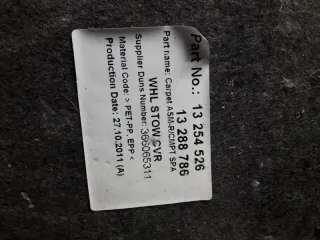 Part No.: 13 254 526
13 288 786
Part name: Carpet ASM-R/CMPT SPA
WHL STOW CVR
Supplier Duns Number: 366065311
Material Code: > PET-PP, EPP <
Production Date: 27.10.2011 (A)